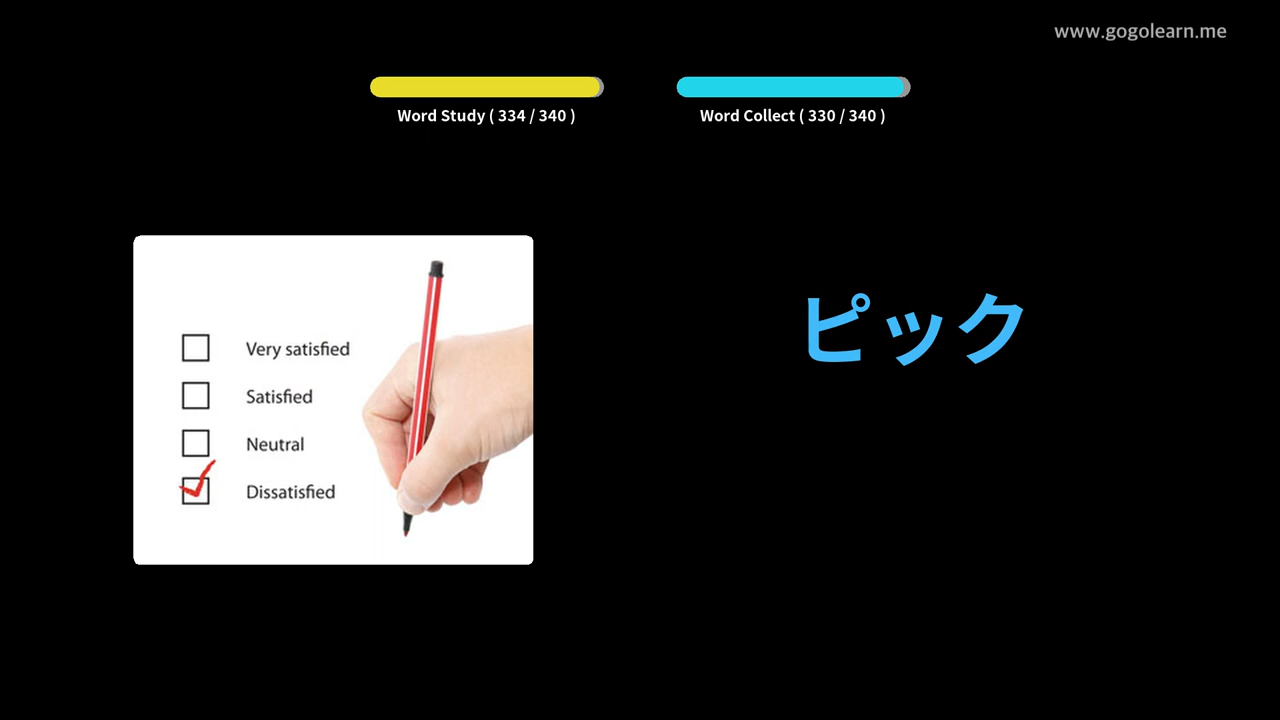 www.gogolearn.me
Word Study ( 334 / 340 )
Word Collect ( 330 / 340 )
Very satisfied
Satisfied
Neutral
Dissatisfied
ピック